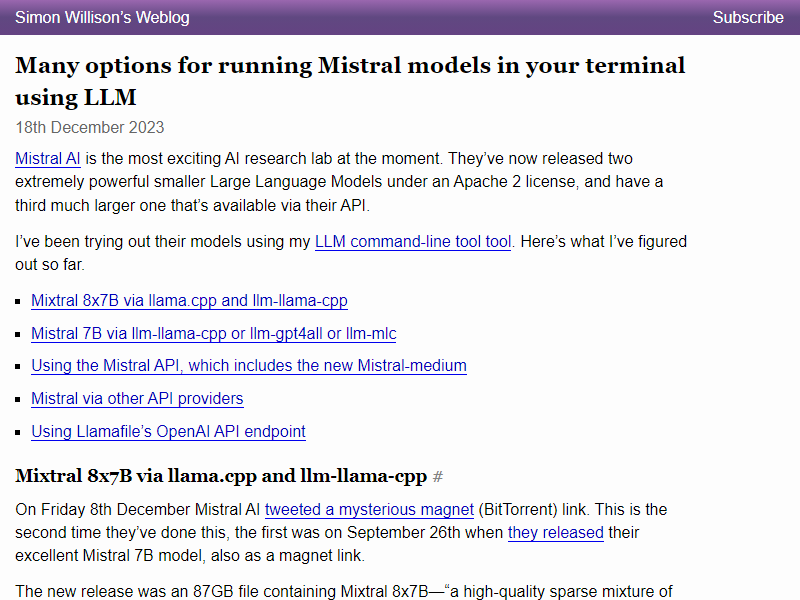 Simon Willison’s Weblog
Subscribe
Many options for running Mistral models in your terminal
using LLM
18th December 2023
Mistral AI is the most exciting AI research lab at the moment. They’ve now released two
extremely powerful smaller Large Language Models under an Apache 2 license, and have a
third much larger one that’s available via their API.
I’ve been trying out their models using my LLM command-line tool tool. Here’s what I’ve figured
out so far.
Mixtral 8x7B via llama.cpp and llm-llama-cpp
Mistral 7B via llm-llama-cpp or llm-gpt4all or llm-mlc
Using the Mistral API, which includes the new Mistral-medium
Mistral via other API providers
Using Llamafile’s OpenAI API endpoint
Mixtral 8x7B via llama.cpp and llm-llama-cpp #
On Friday 8th December Mistral AI tweeted a mysterious magnet (BitTorrent) link. This is the
second time they’ve done this, the first was on September 26th when they released their
excellent Mistral 7B model, also as a magnet link.
The new release was an 87GB file containing Mixtral 8x7B—“a high-quality sparse mixture of